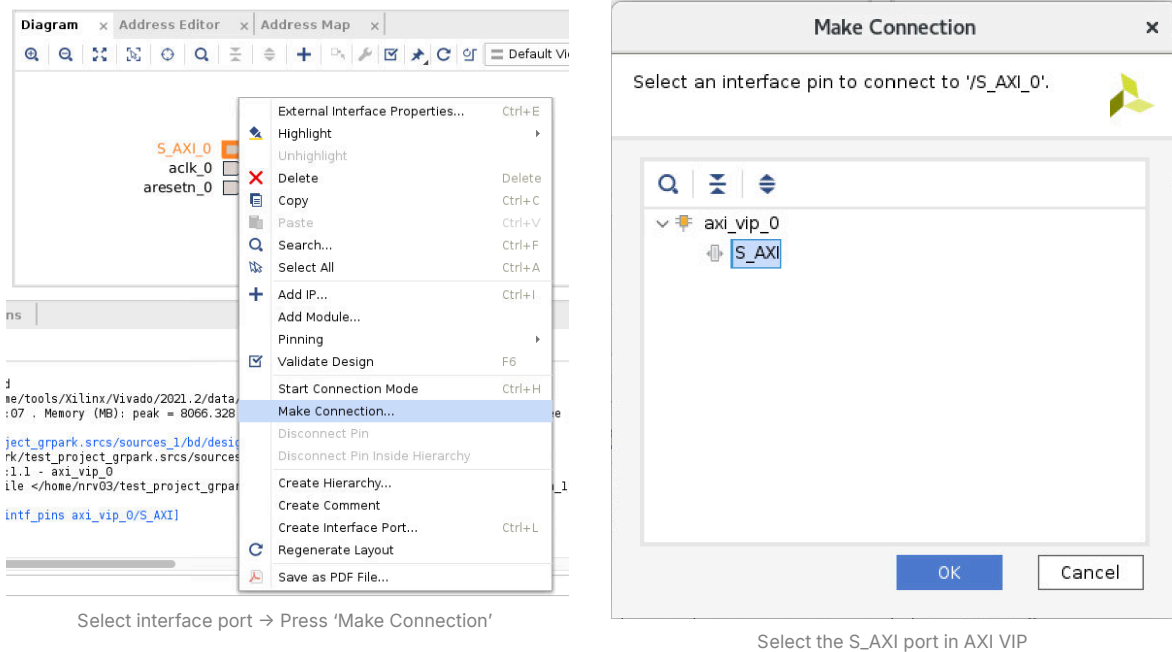 Diagram × Address Editor × Address Map ×
Default Vi
S_AXI_0
aclk_0
aresetn_0
External Interface Properties... Ctrl+E
Highlight
Unhighlight
Delete Delete
Copy Ctrl+C
Paste Ctrl+V
Search... Ctrl+F
Select All Ctrl+A
Add IP... Ctrl+I
Add Module...
Pinning
Validate Design F6
Start Connection Mode Ctrl+H
Make Connection...
Disconnect Pin
Disconnect Pin Inside Hierarchy
Create Hierarchy...
Create Comment
Create Interface Port... Ctrl+L
Regenerate Layout
Save as PDF File...
ns
d
me/tools/Xilinx/Vivado/2021.2/data/
:07 . Memory (MB): peak = 8066.328
ject_grpark.srcs/sources_1/bd/desig
rk/test_project_grpark.srcs/sources
:1.1 - axi_vip_0
ile </home/nrv03/test_project_grpar
_1
intf_pins axi_vip_0/S_AXI]
Select interface port → Press ‘Make Connection’
Make Connection ×
Select an interface pin to connect to '/S_AXI_0'.
axi_vip_0
S_AXI
OK Cancel
Select the S_AXI port in AXI VIP